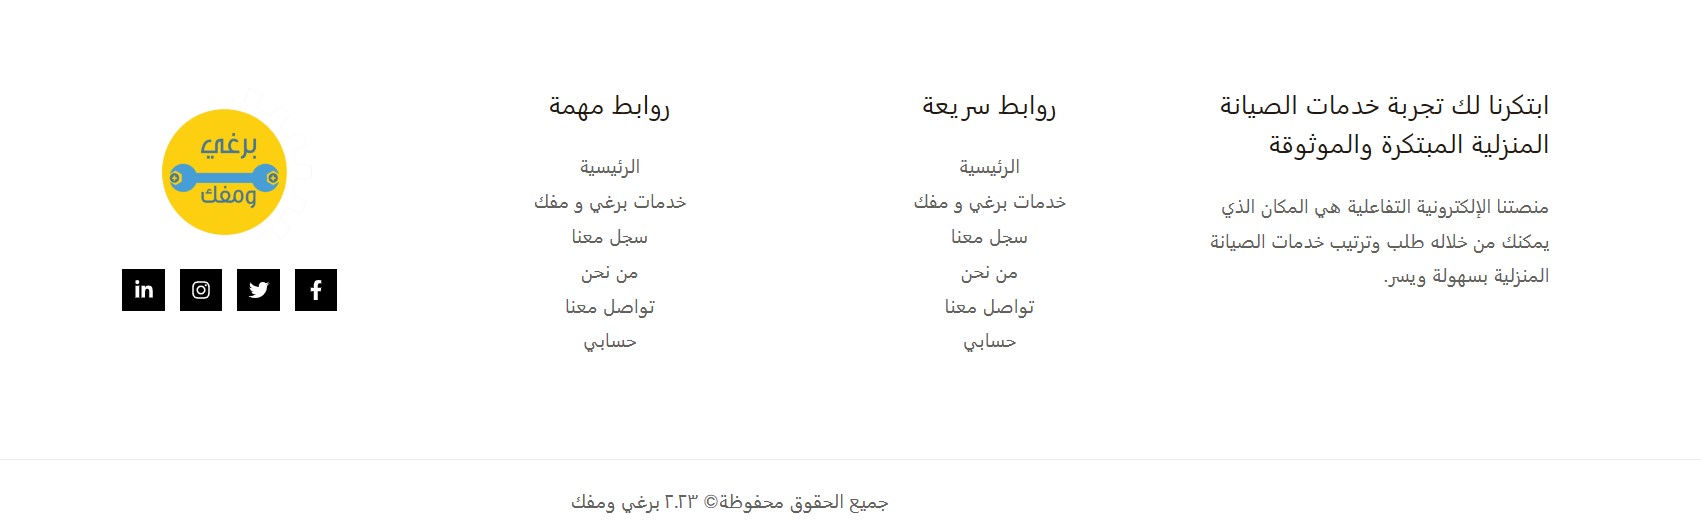 ابتكرنا لك تجربة خدمات الصيانة
المنزلية المبتكرة والموثوقة
منصتنا الإلكترونية التفاعلية هي المكان الذي
يمكنك من خلاله طلب وترتيب خدمات الصيانة
المنزلية بسهولة ويسر.
روابط سريعة
الرئيسية
خدمات برغي و مفك
سجل معنا
من نحن
تواصل معنا
حسابي
روابط مهمة
الرئيسية
خدمات برغي و مفك
سجل معنا
من نحن
تواصل معنا
حسابي
برغي
ومفك
جميع الحقوق محفوظة© ٢٠٢٣ برغي ومفك